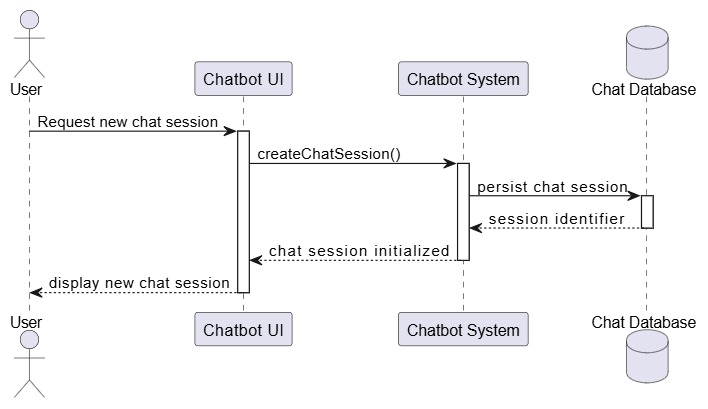 User
Chatbot UI
Chatbot System
Chat Database
Request new chat session
createChatSession()
persist chat session
session identifier
chat session initialized
display new chat session
User
Chatbot UI
Chatbot System
Chat Database